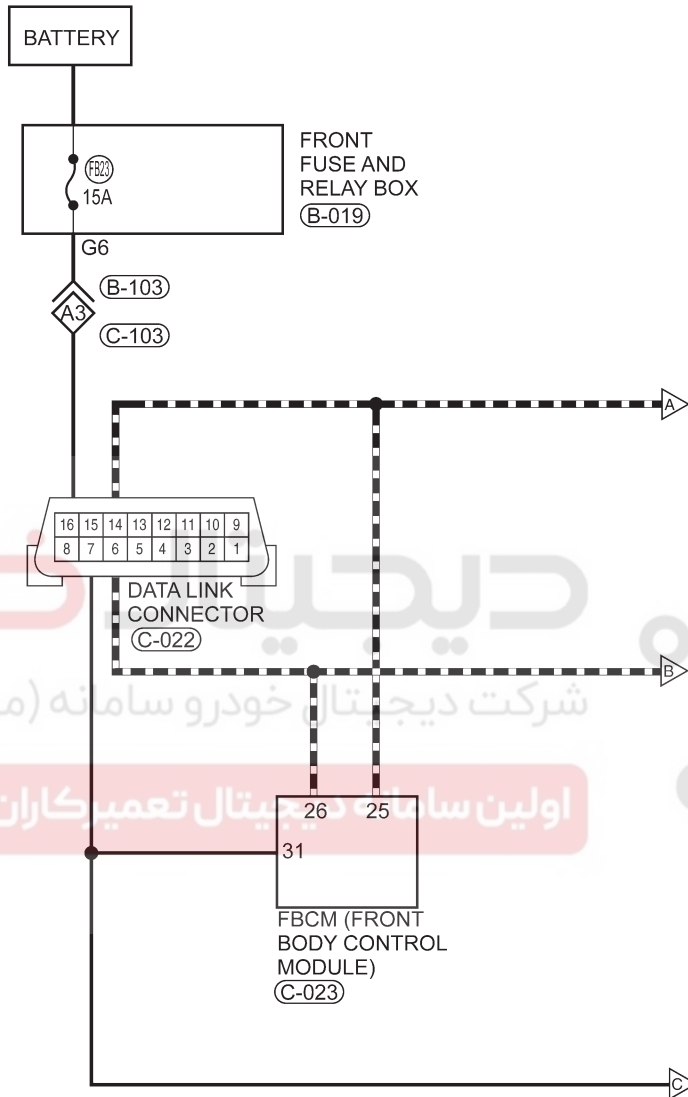 BATTERY
FB23
15A
FRONT
FUSE AND
RELAY BOX
B-019
G6
B-103
A3
C-103
A
16 15 14 13 12 11 10 9
8 7 6 5 4 3 2 1
DATA LINK
CONNECTOR
C-022
دیجیتال
B
شرکت دیجیتال خودرو سامانه
اولین سامانه دیجیتال تعمیرکاران
26 25
31
FBCM (FRONT
BODY CONTROL
MODULE)
C-023
C